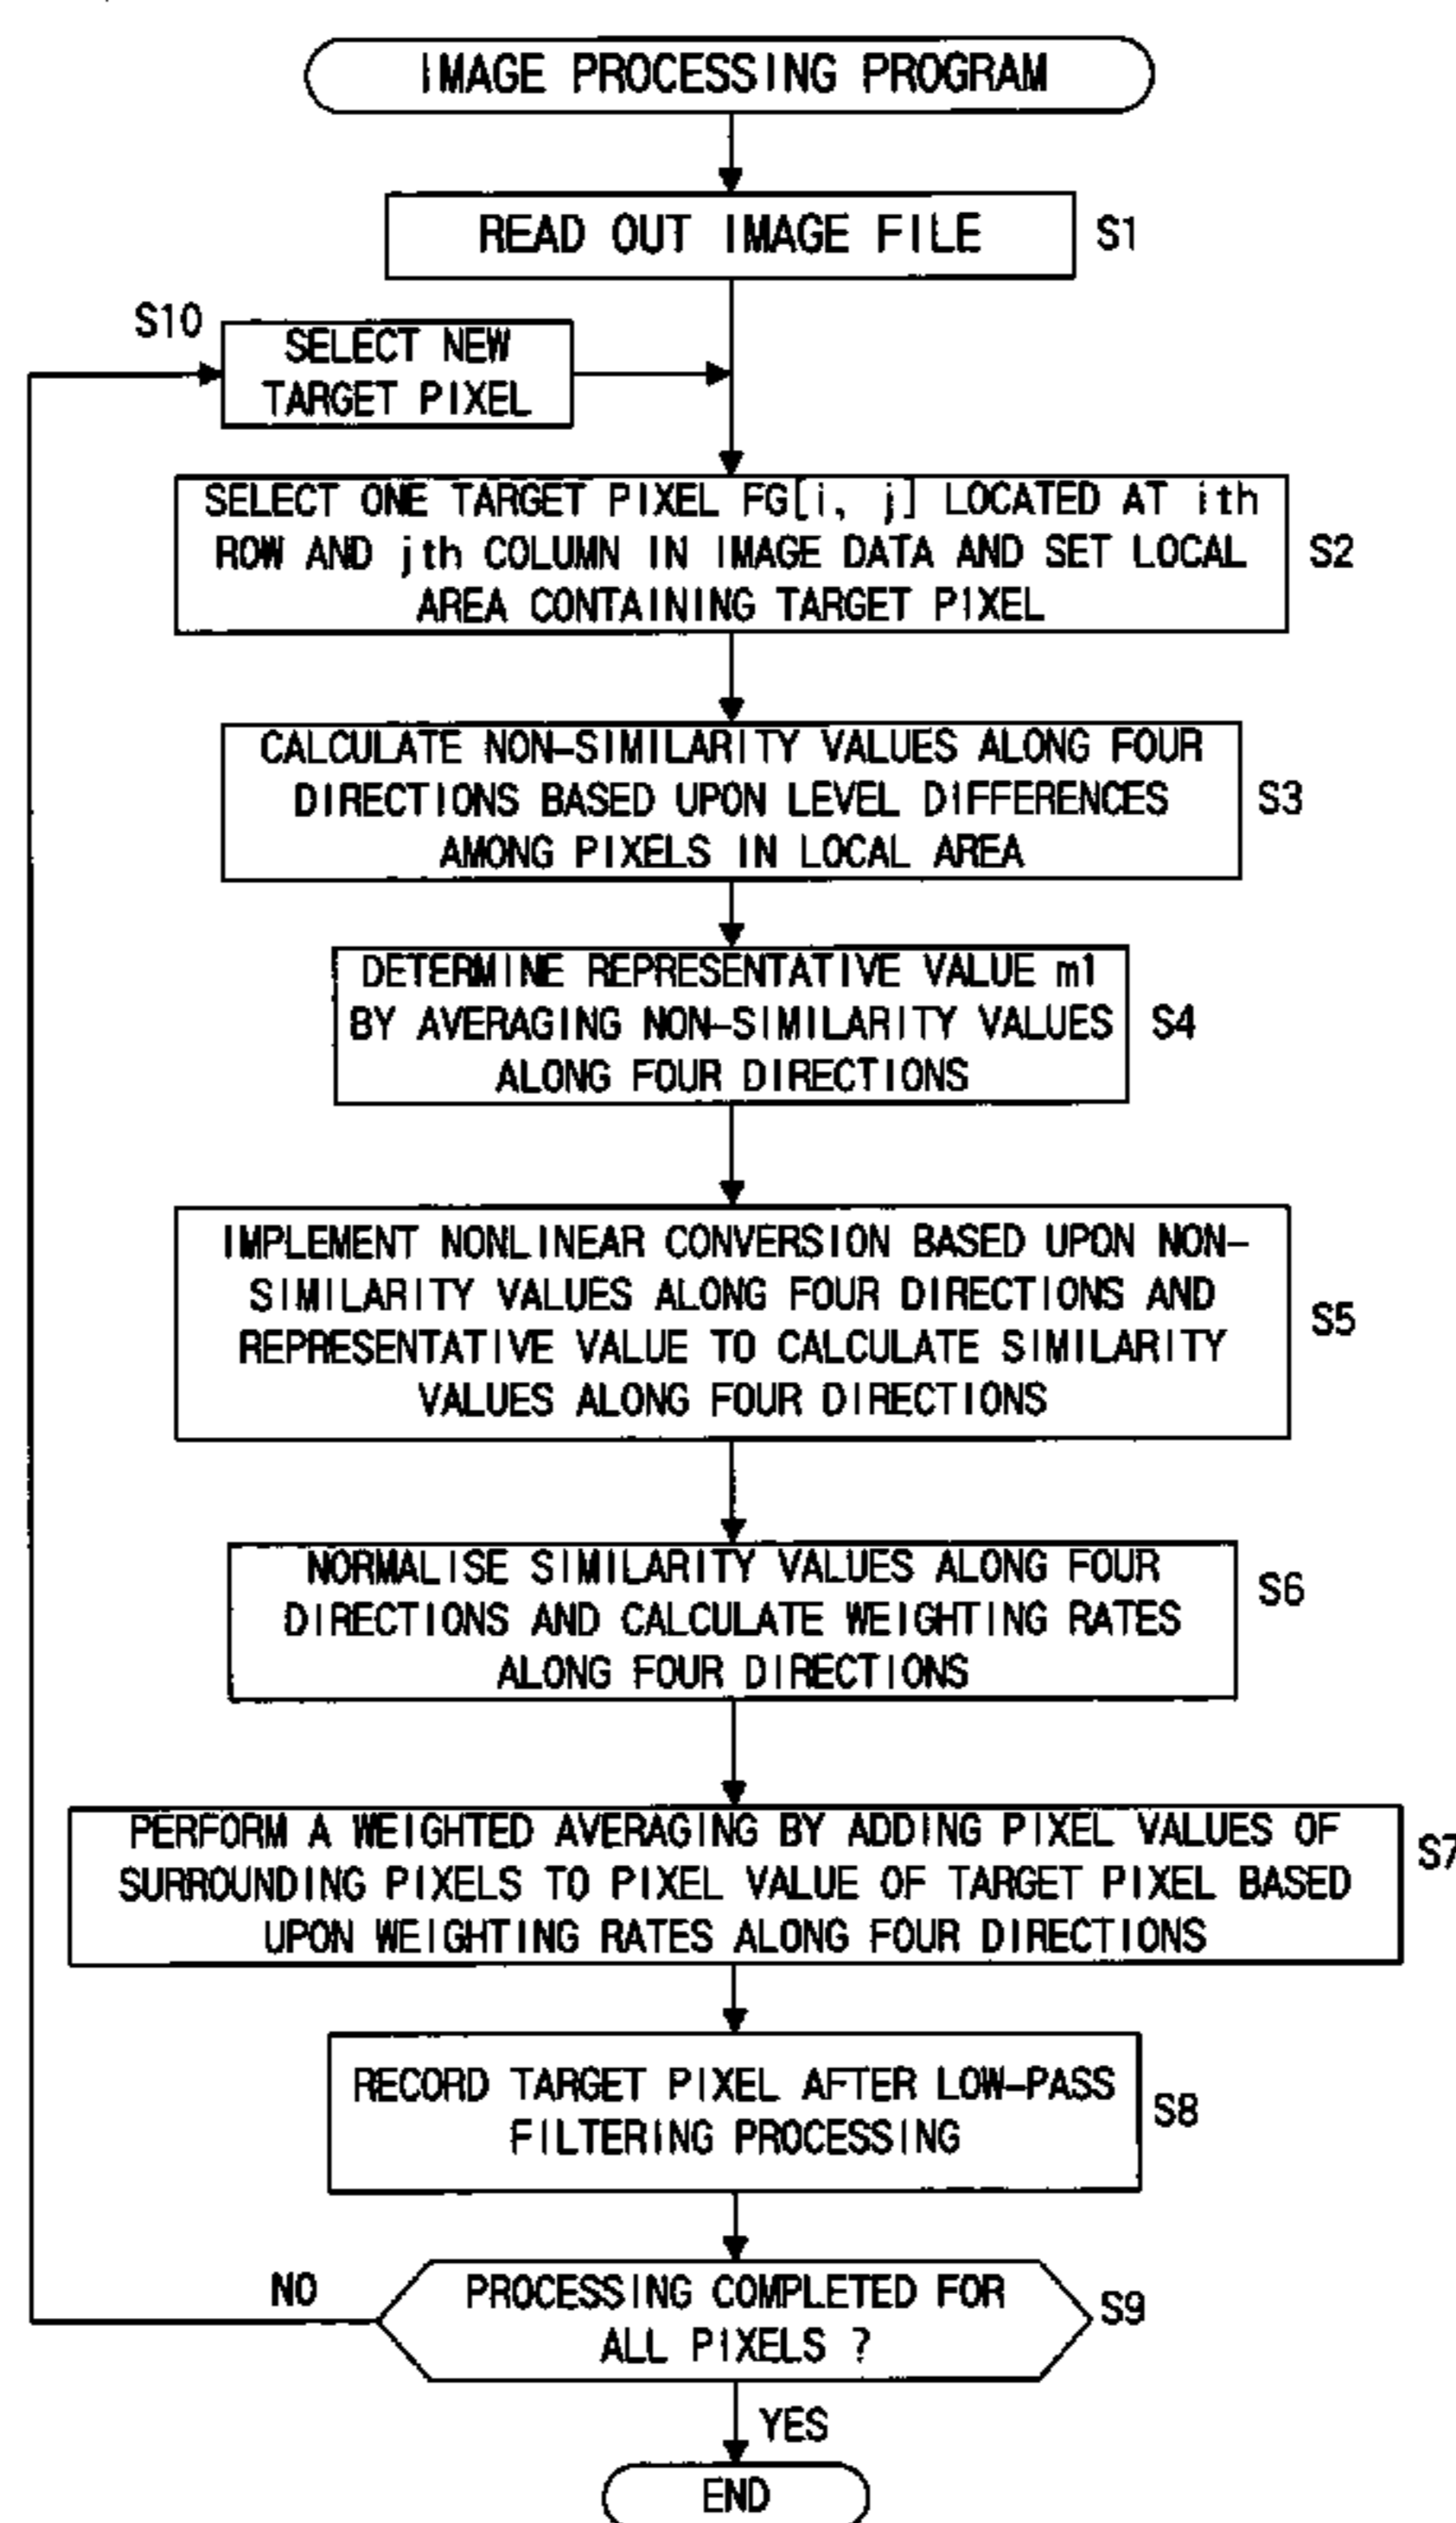 IMAGE PROCESSING PROGRAM
READ OUT IMAGE FILE
S1
S10
SELECT NEW
TARGET PIXEL
SELECT ONE TARGET PIXEL FG[i, j] LOCATED AT ith
ROW AND jth COLUMN IN IMAGE DATA AND SET LOCAL
AREA CONTAINING TARGET PIXEL
S2
CALCULATE NON-SIMILARITY VALUES ALONG FOUR
DIRECTIONS BASED UPON LEVEL DIFFERENCES
AMONG PIXELS IN LOCAL AREA
S3
DETERMINE REPRESENTATIVE VALUE m1
BY AVERAGING NON-SIMILARITY VALUES
ALONG FOUR DIRECTIONS
S4
IMPLEMENT NONLINEAR CONVERSION BASED UPON NON-
SIMILARITY VALUES ALONG FOUR DIRECTIONS AND
REPRESENTATIVE VALUE TO CALCULATE SIMILARITY
VALUES ALONG FOUR DIRECTIONS
S5
NORMALISE SIMILARITY VALUES ALONG FOUR
DIRECTIONS AND CALCULATE WEIGHTING RATES
ALONG FOUR DIRECTIONS
S6
PERFORM A WEIGHTED AVERAGING BY ADDING PIXEL VALUES OF
SURROUNDING PIXELS TO PIXEL VALUE OF TARGET PIXEL BASED
UPON WEIGHTING RATES ALONG FOUR DIRECTIONS
S7
RECORD TARGET PIXEL AFTER LOW-PASS
FILTERING PROCESSING
S8
NO
PROCESSING COMPLETED FOR
ALL PIXELS ?
S9
YES
END